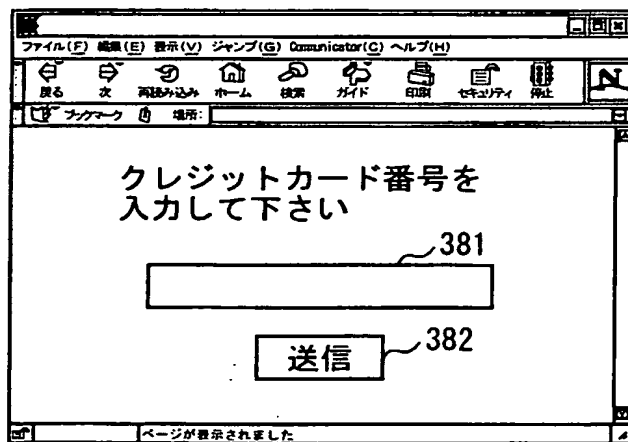 ファイル(F) 編集(E) 表示(V) ジャンプ(G) Communicator(C) ヘルプ(H)
戻る 次 再読み込み ホーム 検索 ガイド 印刷 セキュリティ 停止 N
ブックマーク 場所:
クレジットカード番号を
入力して下さい
381
送信 382
ページが表示されました